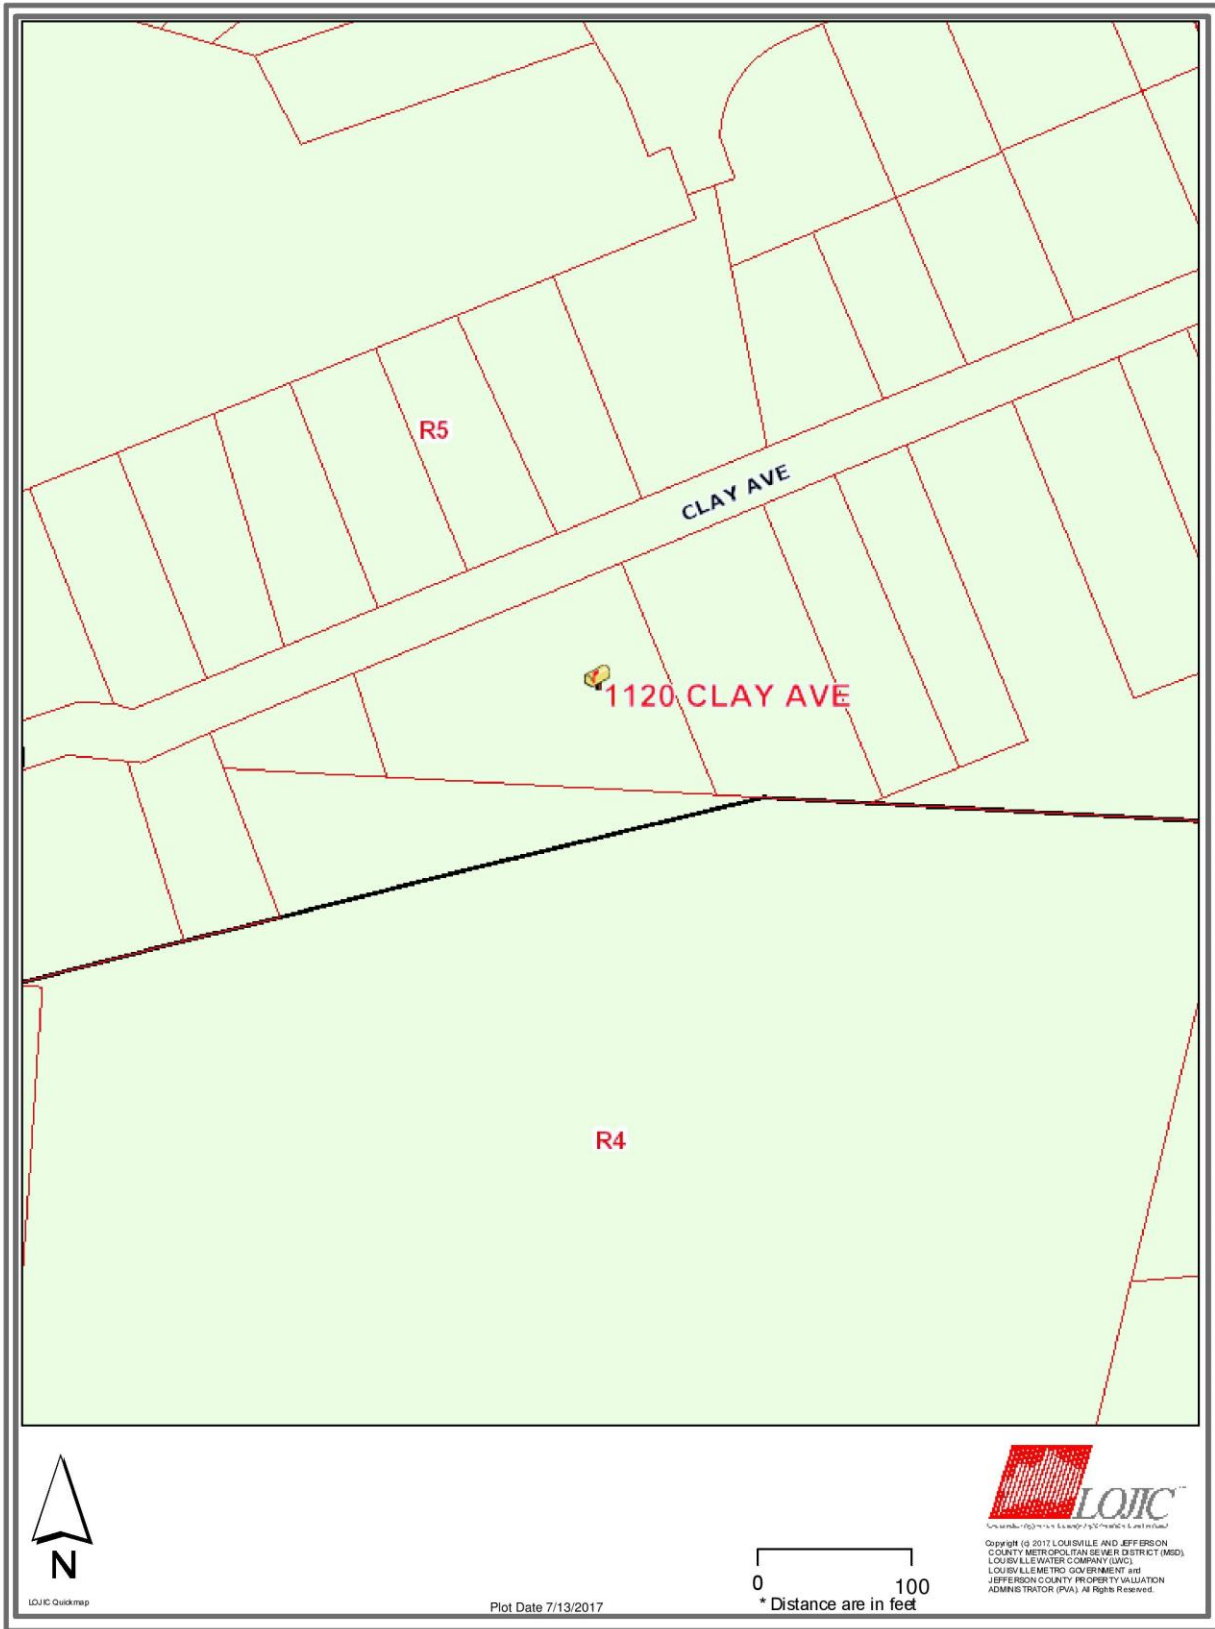 R5
CLAY AVE
1120 CLAY AVE
R4
N
LOJIC Quickmap
Plot Date 7/13/2017
0 100
* Distance are in feet
LOJIC
Copyright (c) 2017, LOUISVILLE AND JEFFERSON
COUNTY METROPOLITAN SEWER DISTRICT (MSD),
LOUISVILLE WATER COMPANY (LWC),
LOUISVILLE METRO GOVERNMENT and
JEFFERSON COUNTY PROPERTY VALUATION
ADMINISTRATOR (PVA). All Rights Reserved.